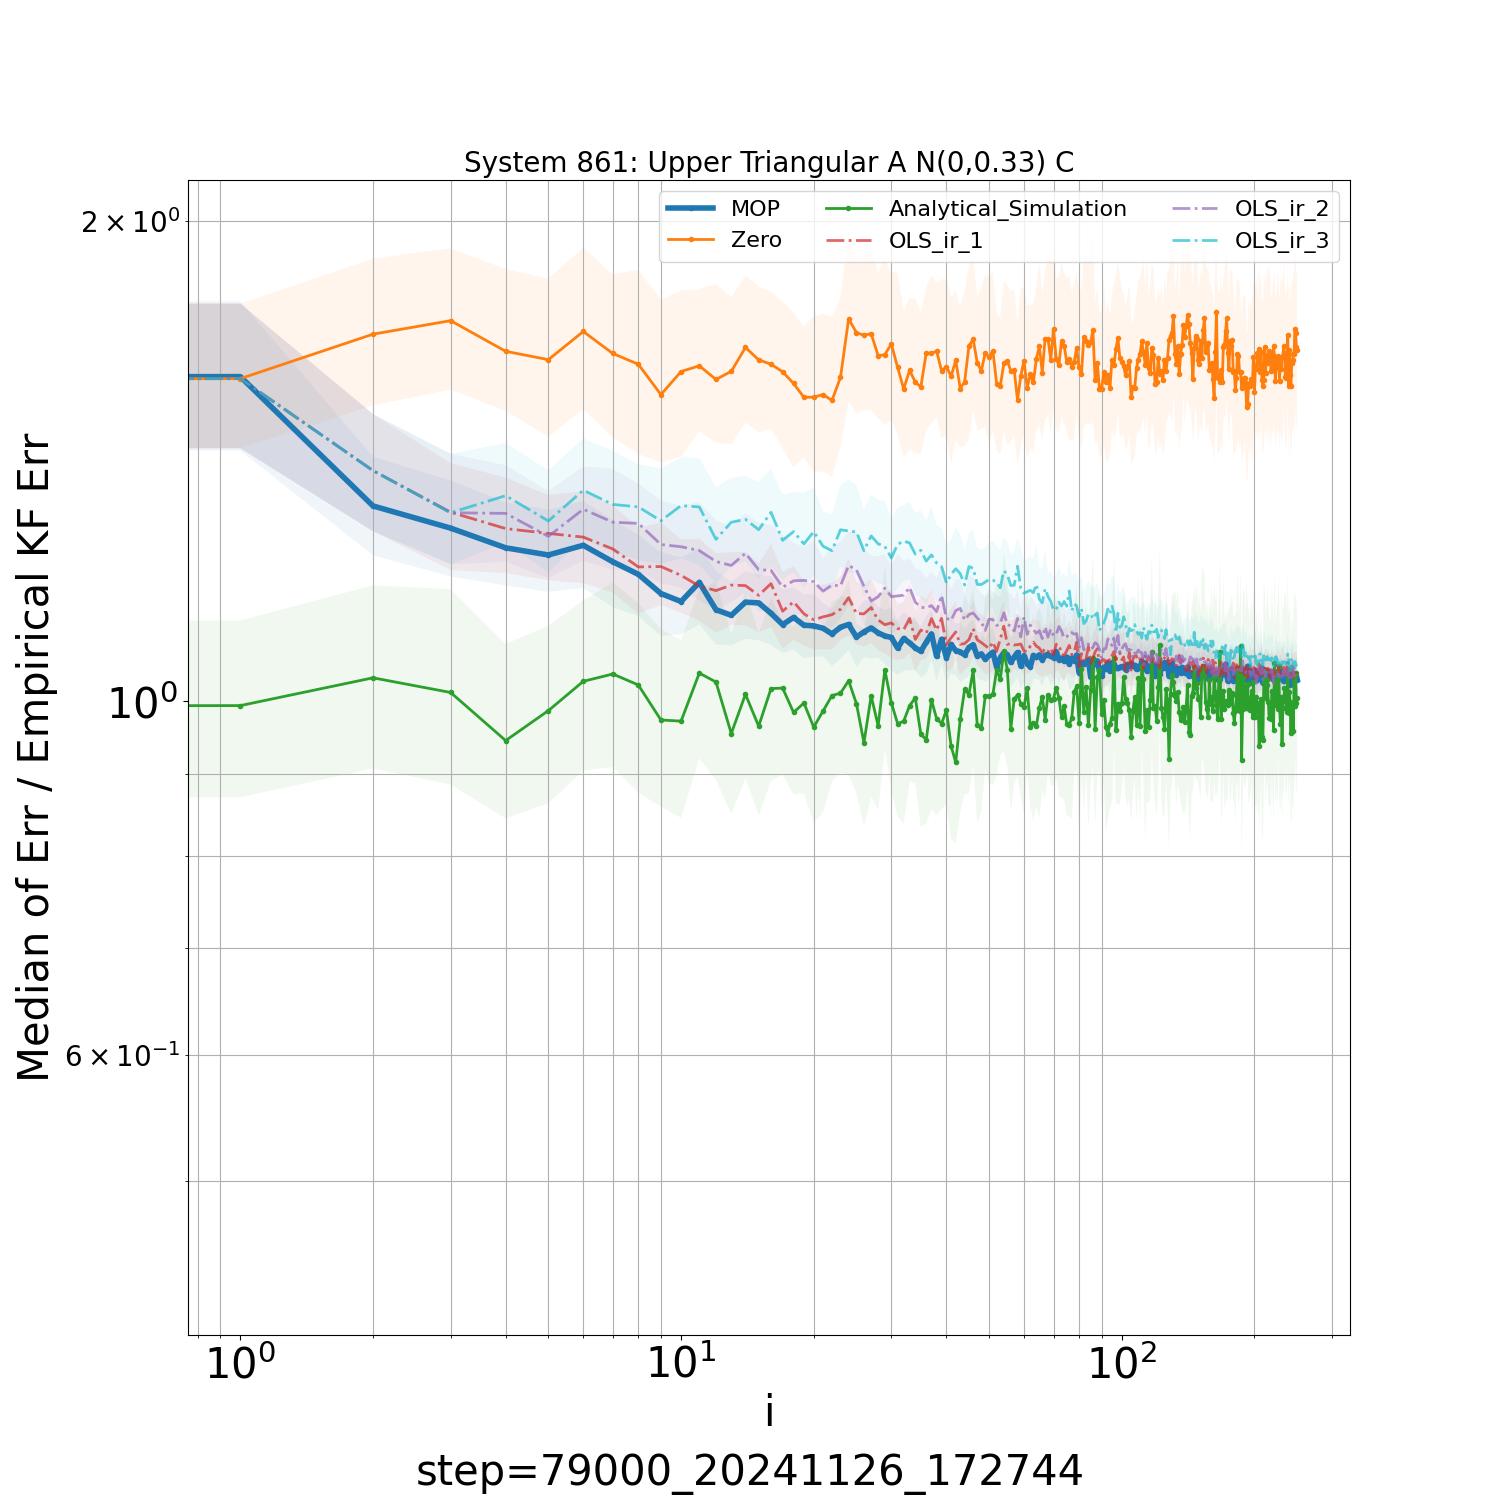 System 861: Upper Triangular A N(0,0.33) C
MOP
Zero
Analytical_Simulation
OLS_ir_1
OLS_ir_2
OLS_ir_3
2 × 10⁰
10⁰
6 × 10⁻¹
Median of Err / Empirical KF Err
10⁰ 10¹ 10²
i
step=79000_20241126_172744